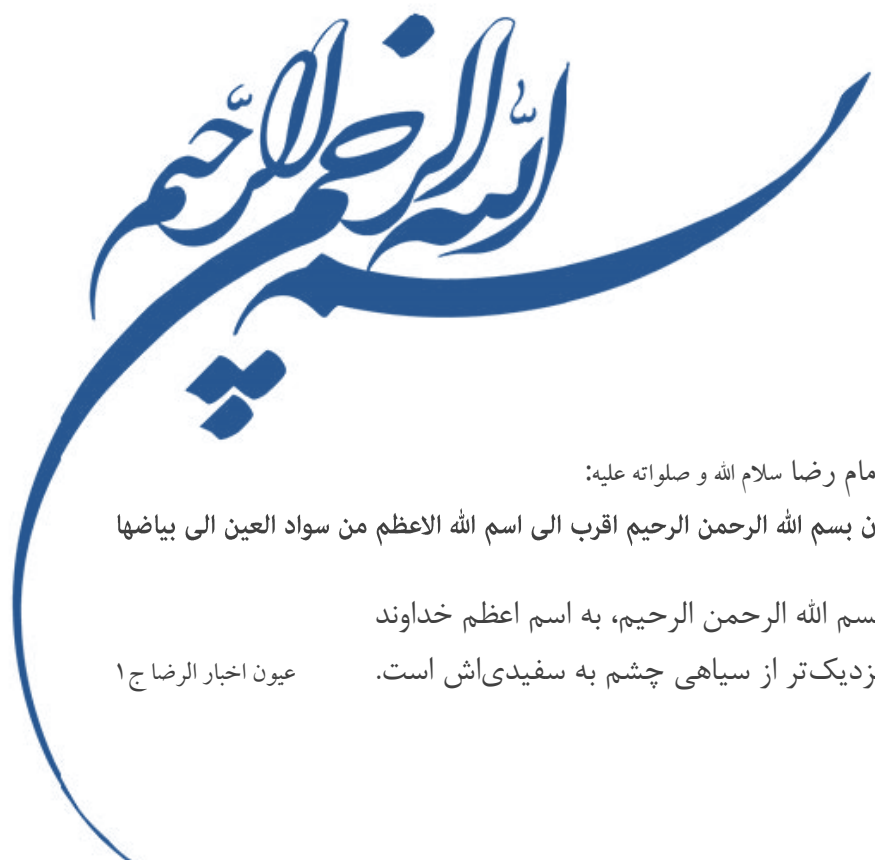 بسم الله الرحمن الرحیم
مام رضا سلام الله و صلواته علیه:
ن بسم الله الرحمن الرحیم اقرب الی اسم الله الاعظم من سواد العین الی بیاضها
سم الله الرحمن الرحیم، به اسم اعظم خداوند
زدیک‌تر از سیاهی چشم به سفیدی‌اش است. عیون اخبار الرضا ج۱